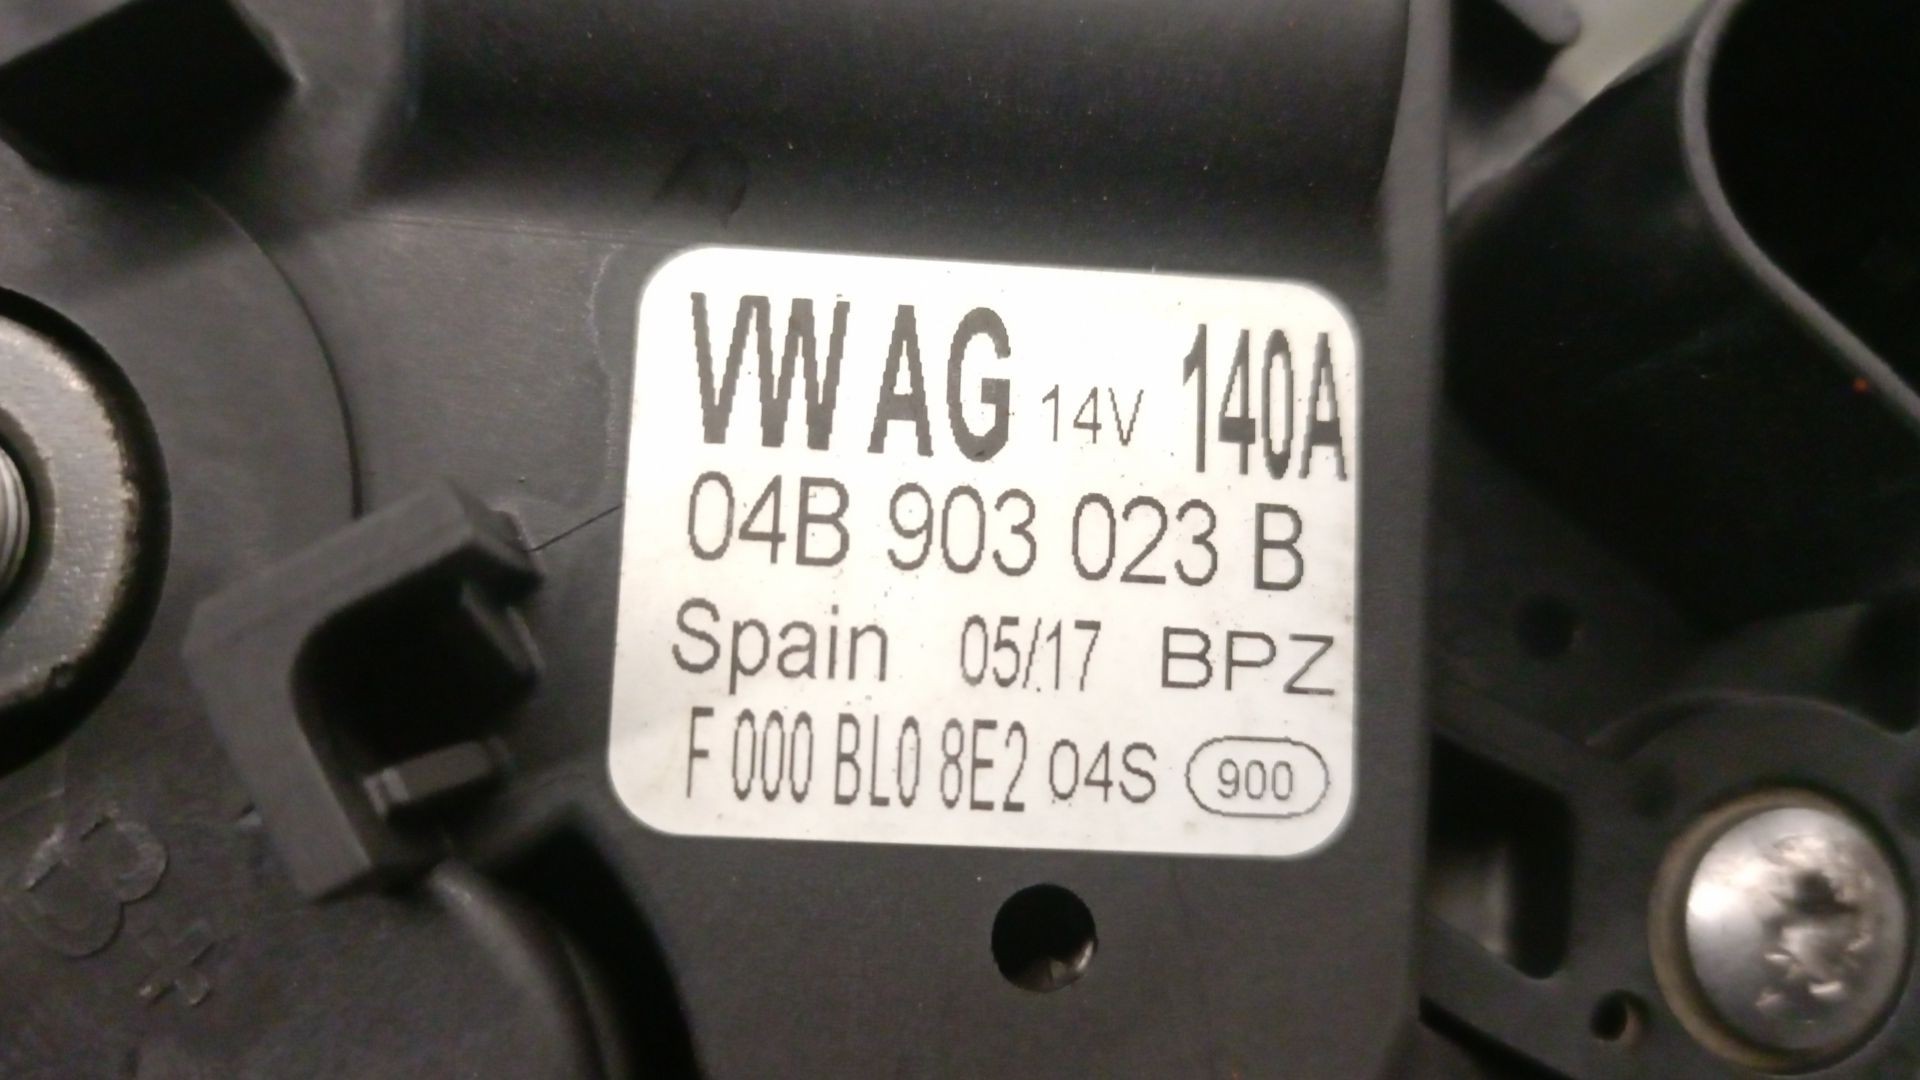 VW AG 14V 140A
04B 903 023 B
Spain 05/17 BPZ
F 000 BL0 8E2 04S 900
B+